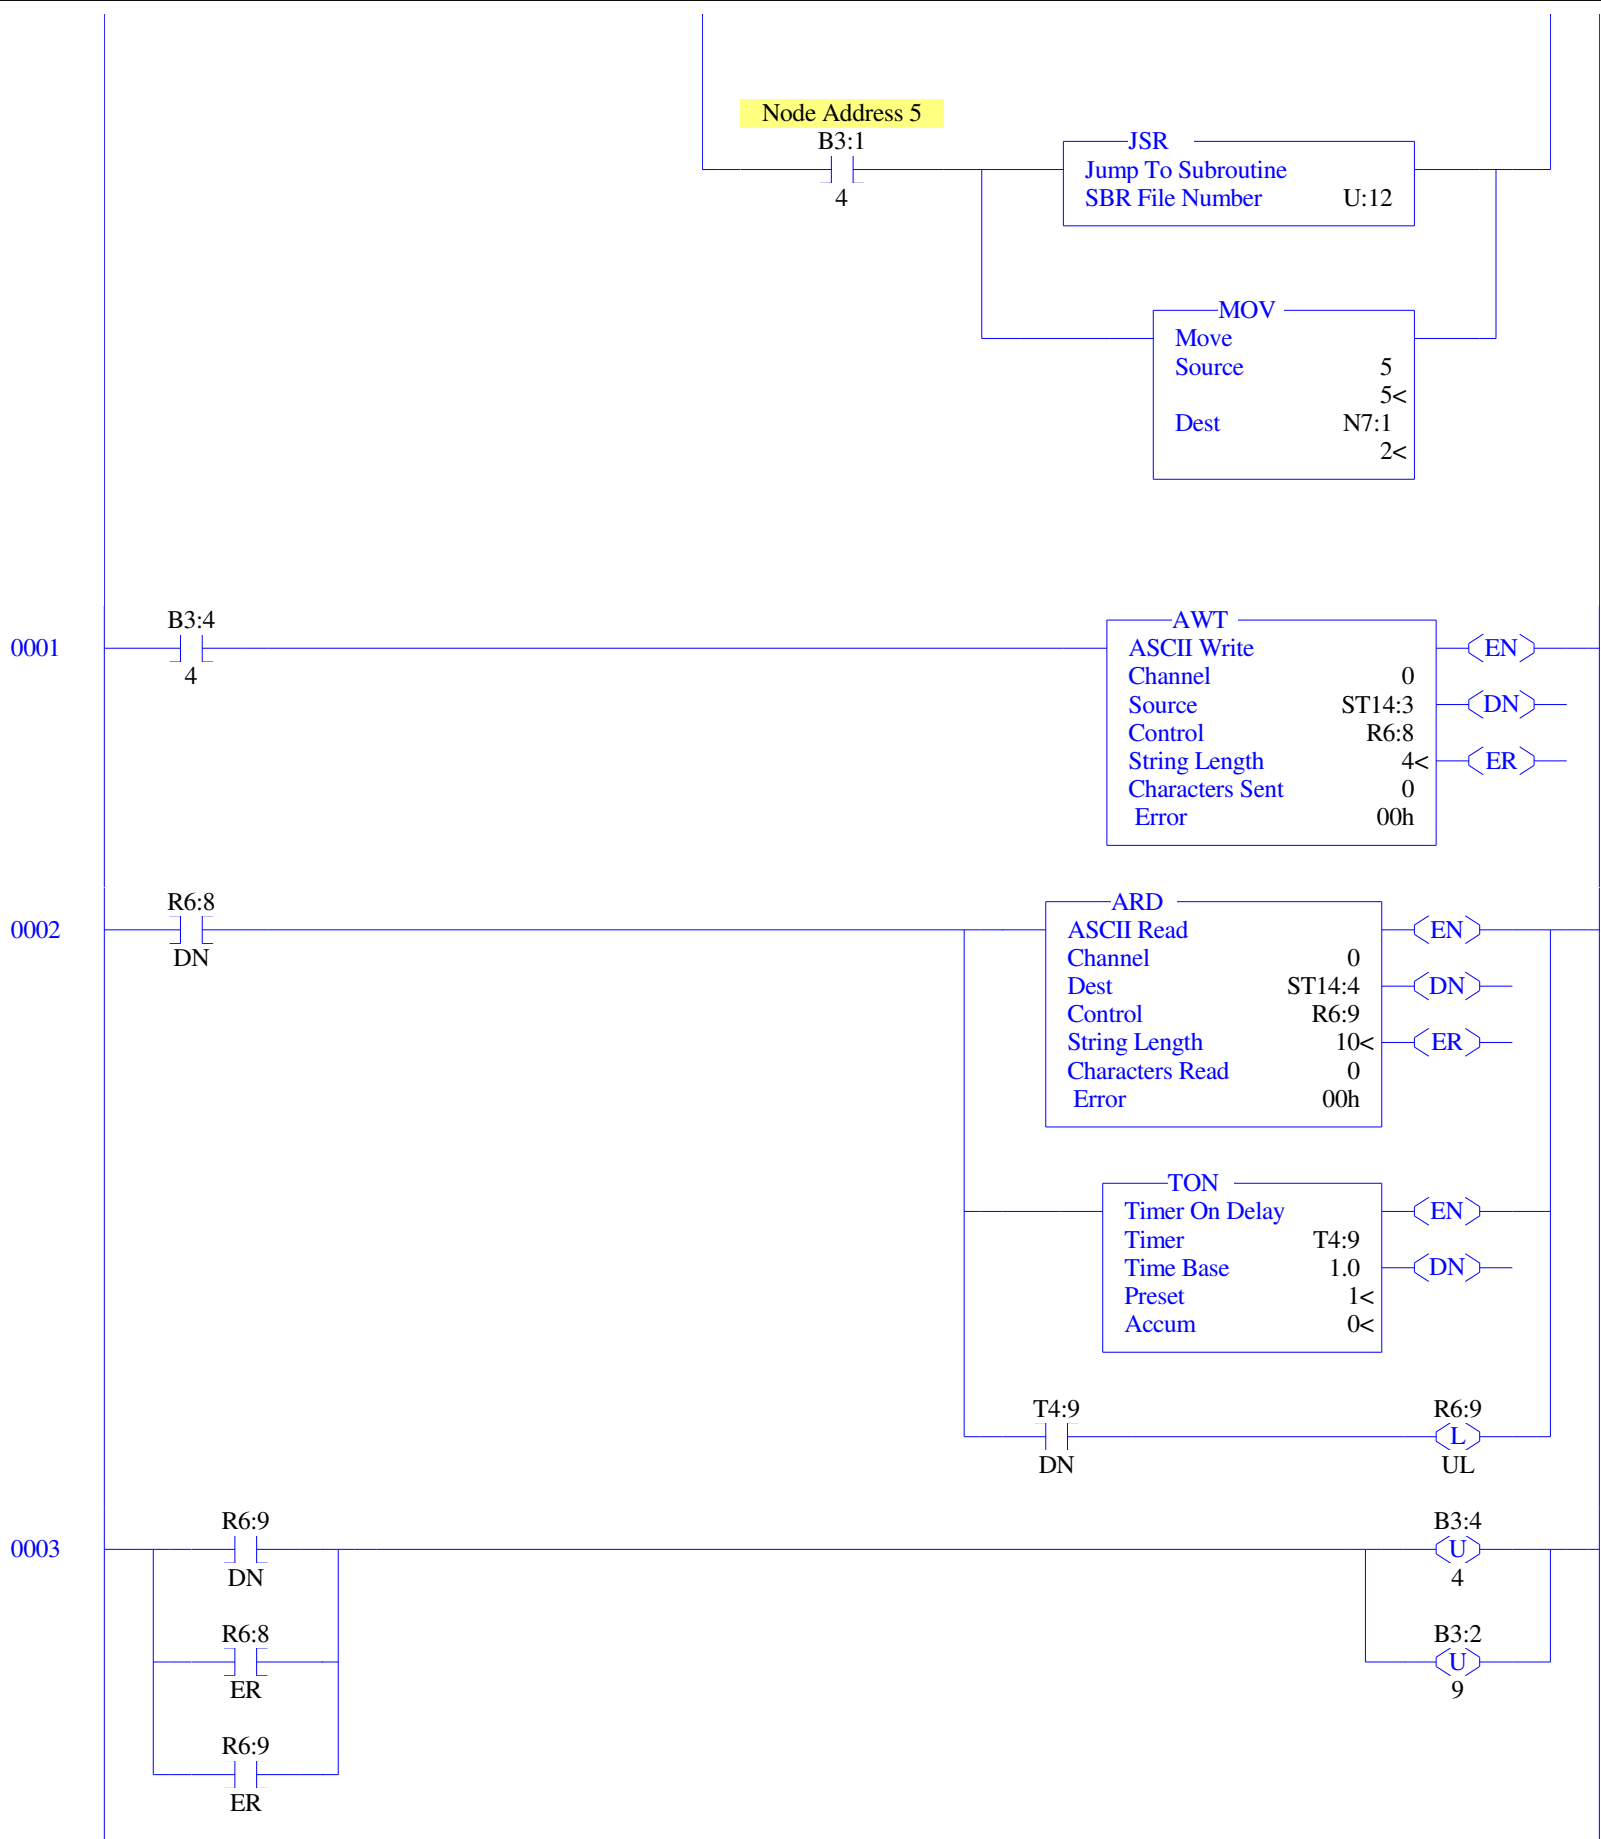 Node Address 5
B3:1
4
JSR
Jump To Subroutine
SBR File Number U:12
MOV
Move
Source 5
5<
Dest N7:1
2<
0001
B3:4
4
AWT
ASCII Write
Channel 0
Source ST14:3
Control R6:8
String Length 4<
Characters Sent 0
Error 00h
EN
DN
ER
0002
R6:8
DN
ARD
ASCII Read
Channel 0
Dest ST14:4
Control R6:9
String Length 10<
Characters Read 0
Error 00h
EN
DN
ER
TON
Timer On Delay
Timer T4:9
Time Base 1.0
Preset 1<
Accum 0<
EN
DN
T4:9
DN
R6:9
L
UL
0003
R6:9
DN
R6:8
ER
R6:9
ER
B3:4
U
4
B3:2
U
9